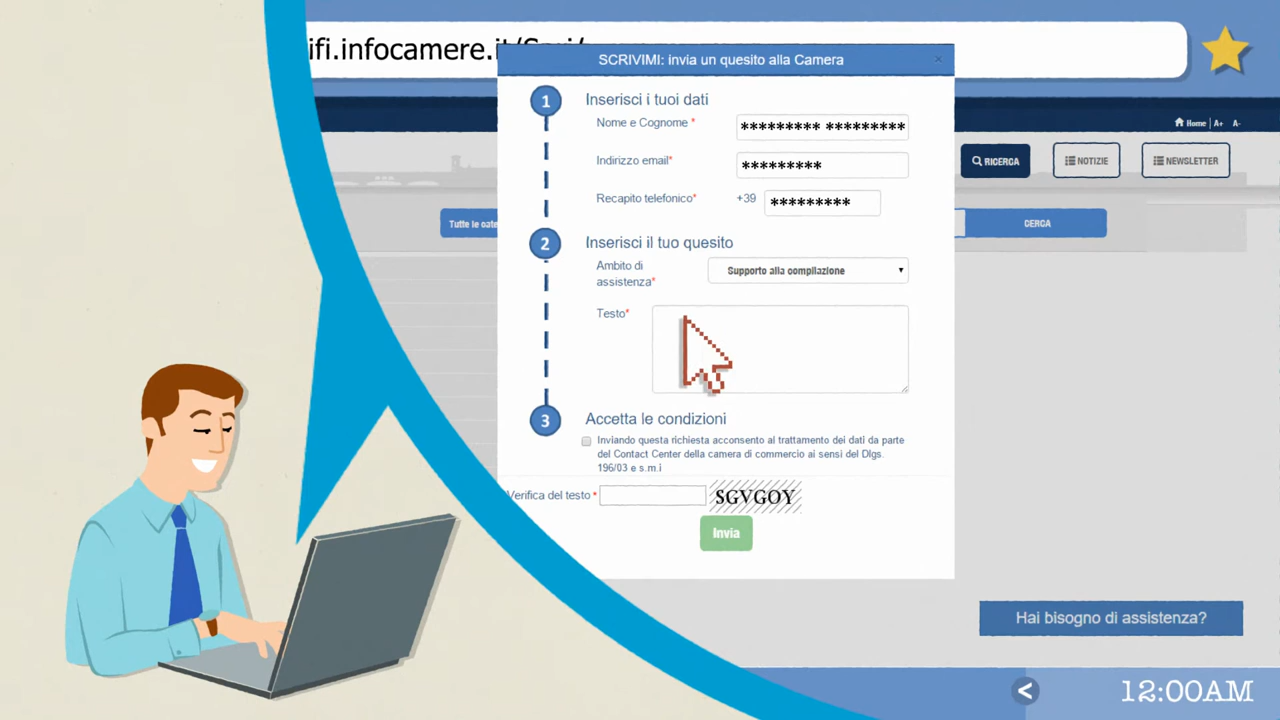 ifi.infocamere.it/Scri/
SCRIVIMI: invia un quesito alla Camera
×
Home | A+ A-
1 Inserisci i tuoi dati
Nome e Cognome * ********* *********
Indirizzo email* *********
Recapito telefonico* +39 *********
RICERCA
NOTIZIE
NEWSLETTER
Tutte le cate
CERCA
2 Inserisci il tuo quesito
Ambito di
assistenza*
Supporto alla compilazione
Testo*
3 Accetta le condizioni
Inviando questa richiesta acconsento al trattamento dei dati da parte
del Contact Center della camera di commercio ai sensi del Dlgs.
196/03 e s.m.i
Verifica del testo * SGVGOY
Invia
Hai bisogno di assistenza?
< 12:00AM